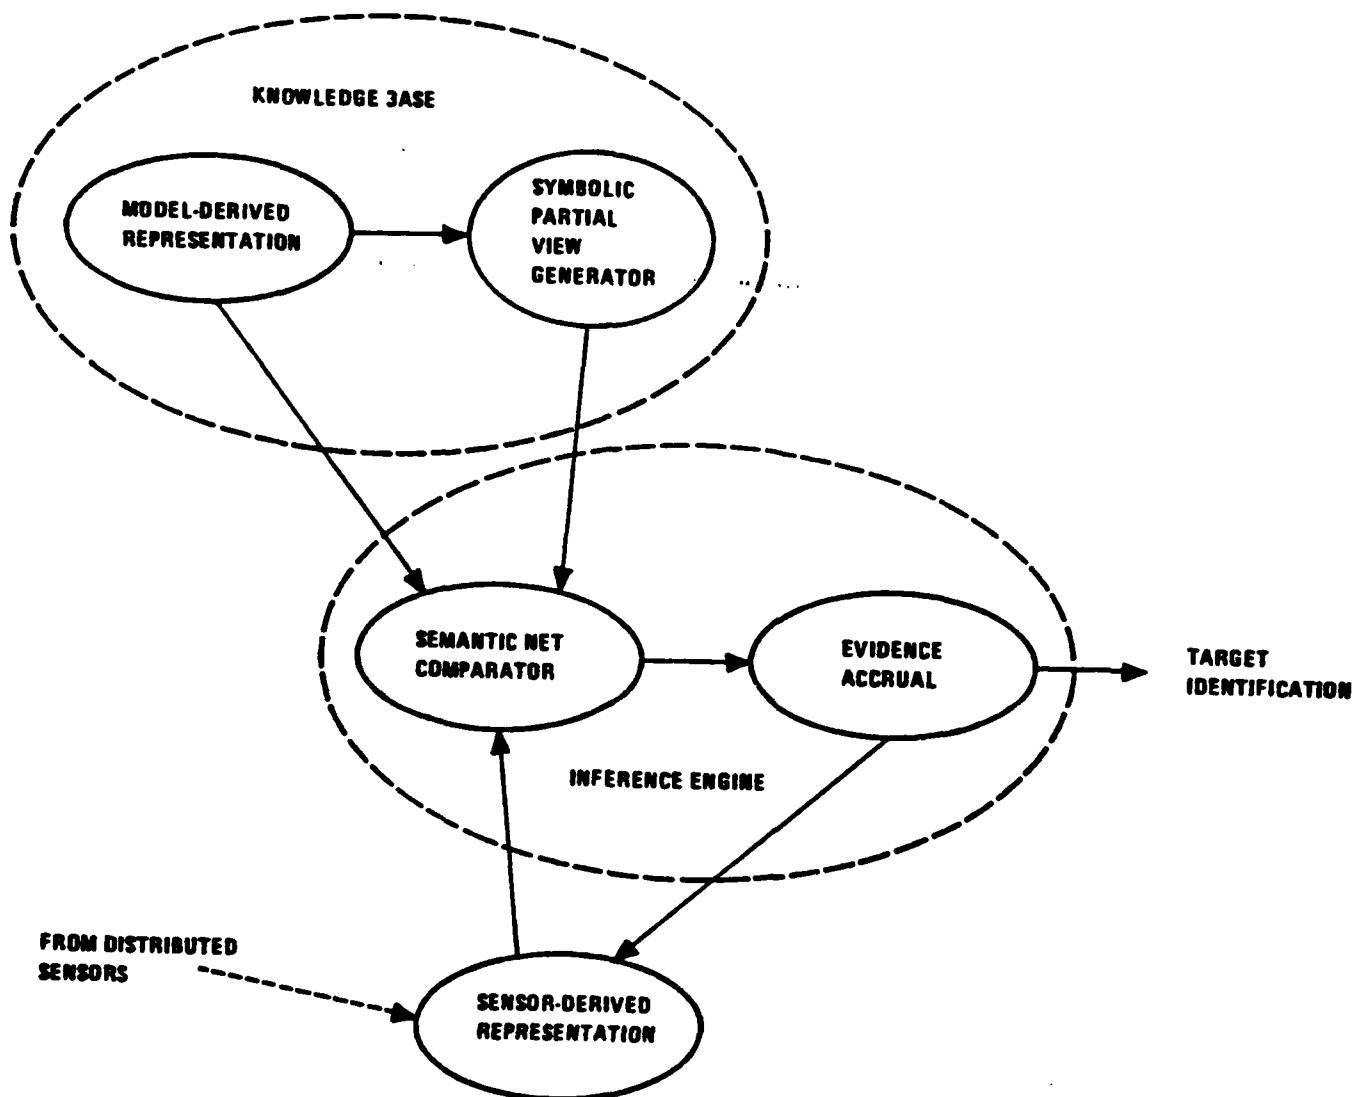 KNOWLEDGE 3ASE
MODEL-DERIVED
REPRESENTATION
SYMBOLIC
PARTIAL
VIEW
GENERATOR
SEMANTIC NET
COMPARATOR
EVIDENCE
ACCRUAL
TARGET
IDENTIFICATION
INFERENCE ENGINE
FROM DISTRIBUTED
SENSORS
SENSOR-DERIVED
REPRESENTATION